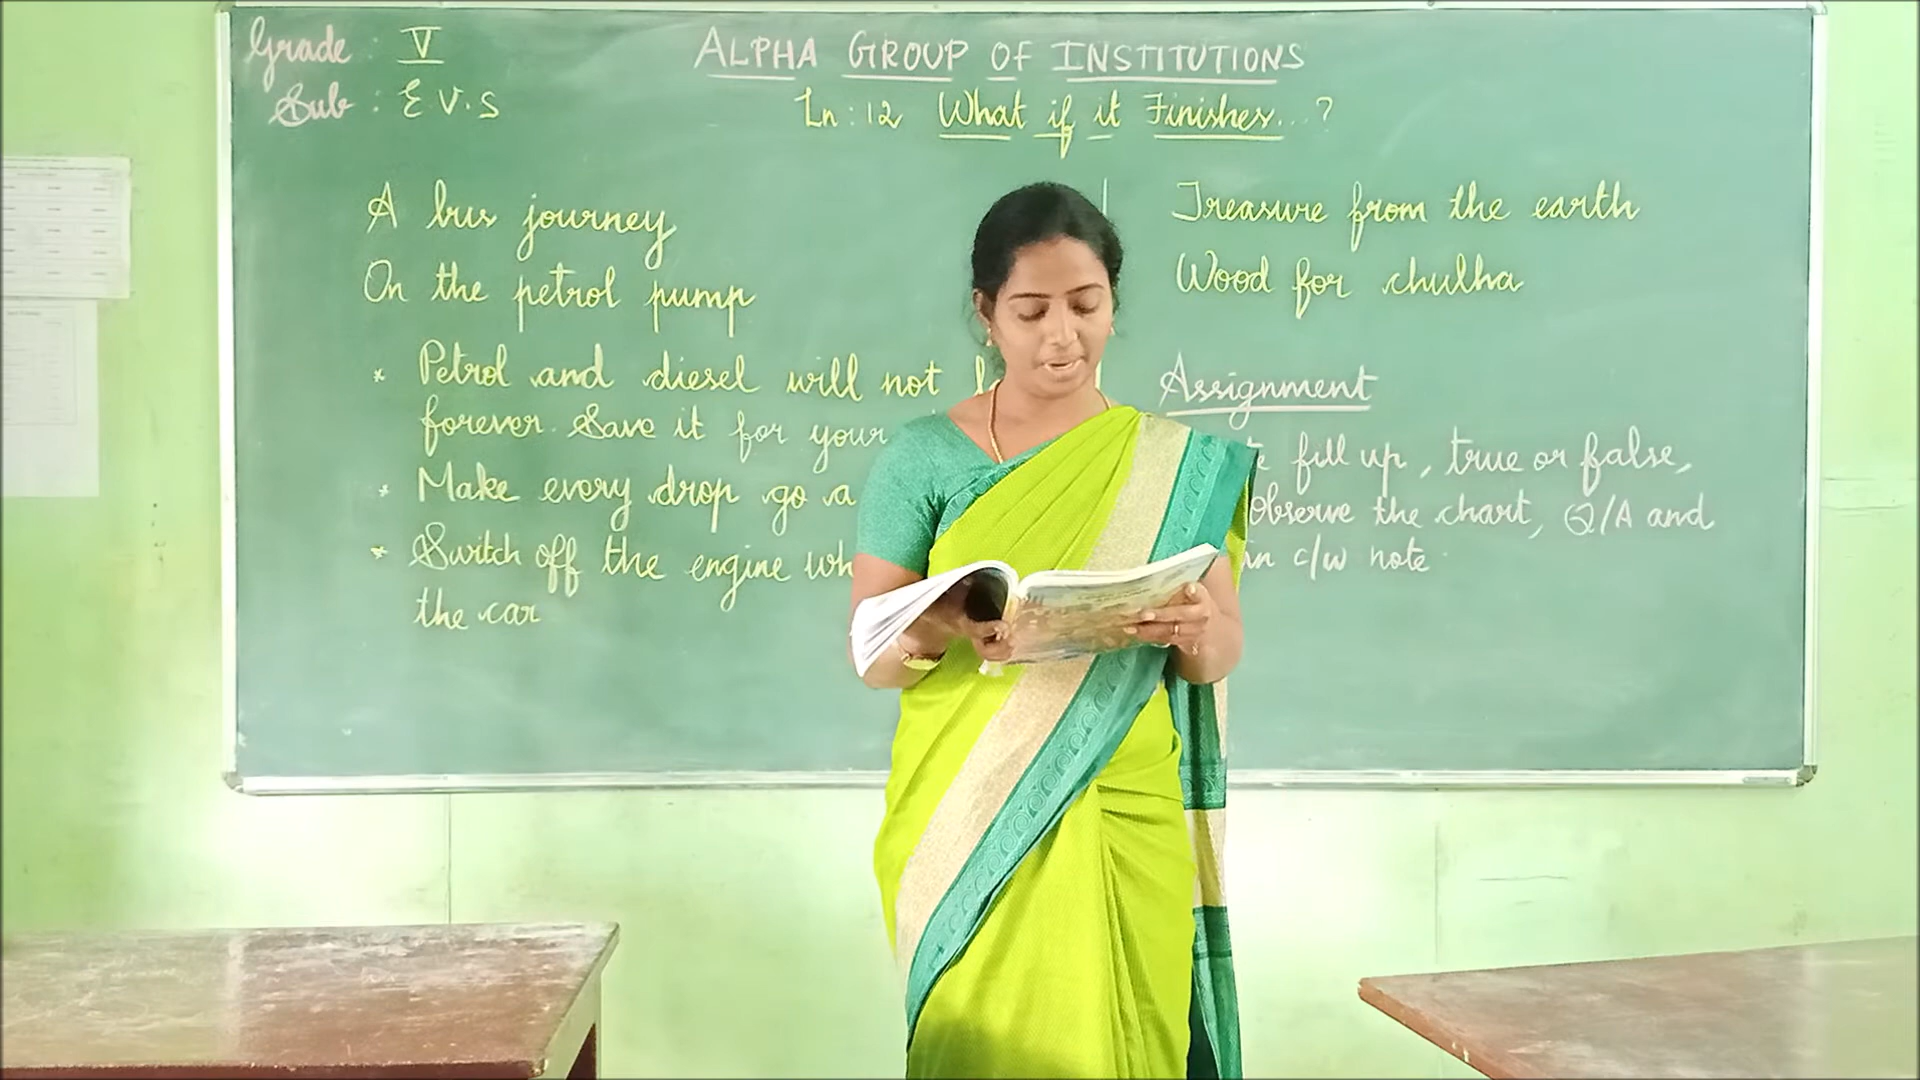 Grade : V
Sub : E.V.S
ALPHA GROUP OF INSTITUTIONS
Ln : 12 What if it Finishes...?
A bus journey
On the petrol pump
* Petrol and diesel will not
forever. Save it for your
* Make every drop go a
* Switch off the engine
the car
Treasure from the earth
Wood for chulha
Assignment
fill up, true or false,
Observe the chart, Q/A and
in c/w note